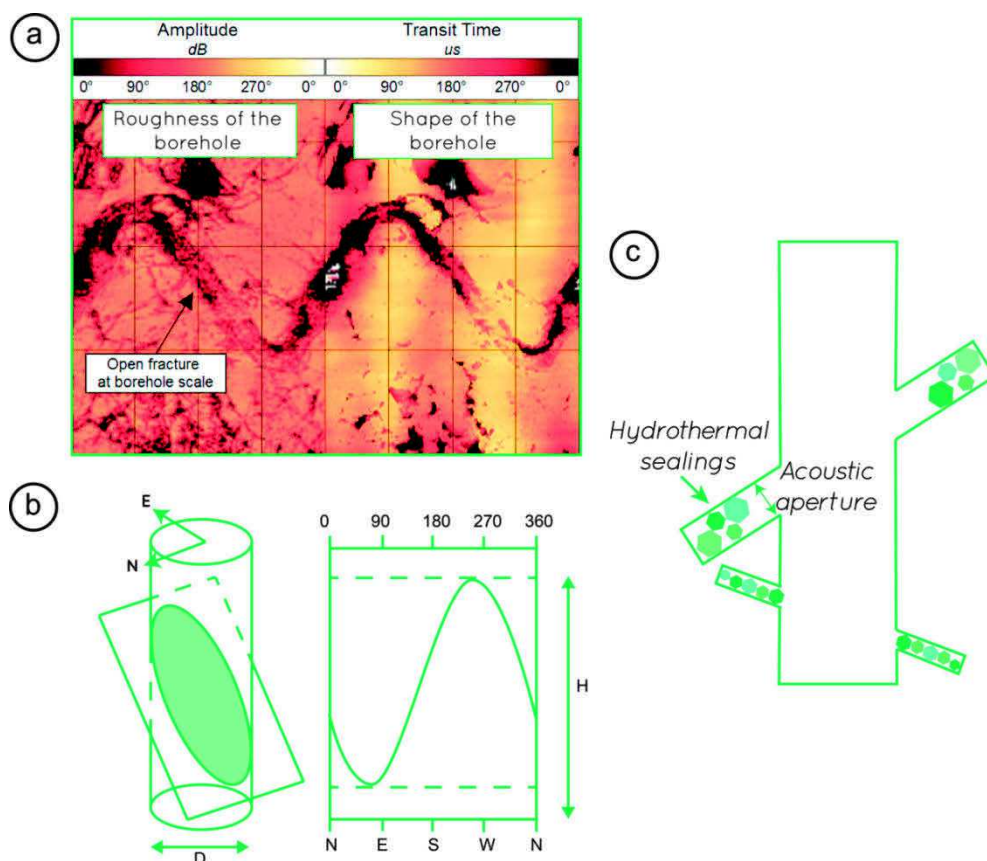 a
Amplitude Transit Time
dB us
0° 90° 180° 270° 0° 90° 180° 270° 0°
Roughness of the
borehole
Shape of the
borehole
Open fracture
at borehole scale
b
E
N
D
0 90 180 270 360
H
N E S W N
c
Hydrothermal
sealings
Acoustic
aperture